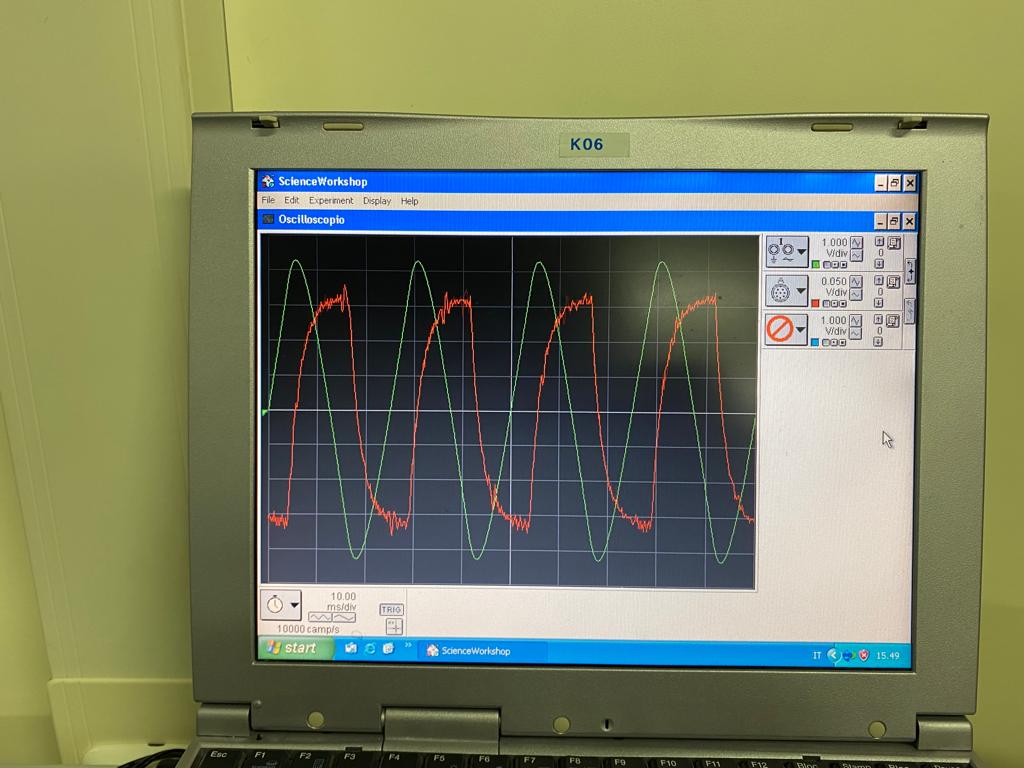 K06
ScienceWorkshop
File Edit Experiment Display Help
Oscilloscopio
1.000
V/div
0
0.050
V/div
0
1.000
V/div
0
10.00
ms/div
TRIG
10000 camp/s
start
ScienceWorkshop
IT
15.49
Esc F1 F2 F3 F4 F5 F6 F7 F8 F9 F10 F11 F12 Bloc Stamp